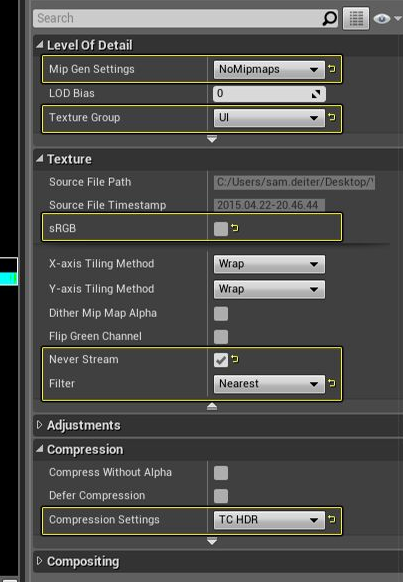 Search
Level Of Detail
Mip Gen Settings NoMipmaps
LOD Bias 0
Texture Group UI
Texture
Source File Path C:/Users/sam.deiter/Desktop/
Source File Timestamp 2015.04.22-20.46.44
sRGB
X-axis Tiling Method Wrap
Y-axis Tiling Method Wrap
Dither Mip Map Alpha
Flip Green Channel
Never Stream
Filter Nearest
Adjustments
Compression
Compress Without Alpha
Defer Compression
Compression Settings TC HDR
Compositing